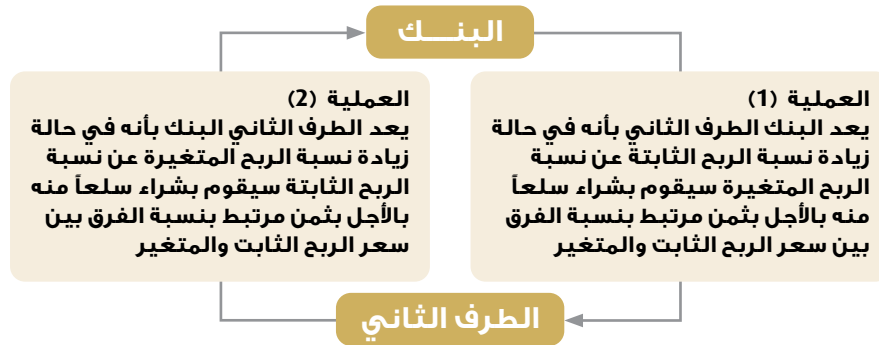 البنــــك
العملية (1)
يعد البنك الطرف الثاني بأنه في حالة
زيادة نسبة الربح الثابتة عن نسبة
الربح المتغيرة سيقوم بشراء سلعاً
منه بالأجل بثمن مرتبط بنسبة الفرق
بين سعر الربح الثابت والمتغير
العملية (2)
يعد الطرف الثاني البنك بأنه في حالة
زيادة نسبة الربح المتغيرة عن نسبة
الربح الثابتة سيقوم بشراء سلعاً منه
بالأجل بثمن مرتبط بنسبة الفرق بين
سعر الربح الثابت والمتغير
الطرف الثاني